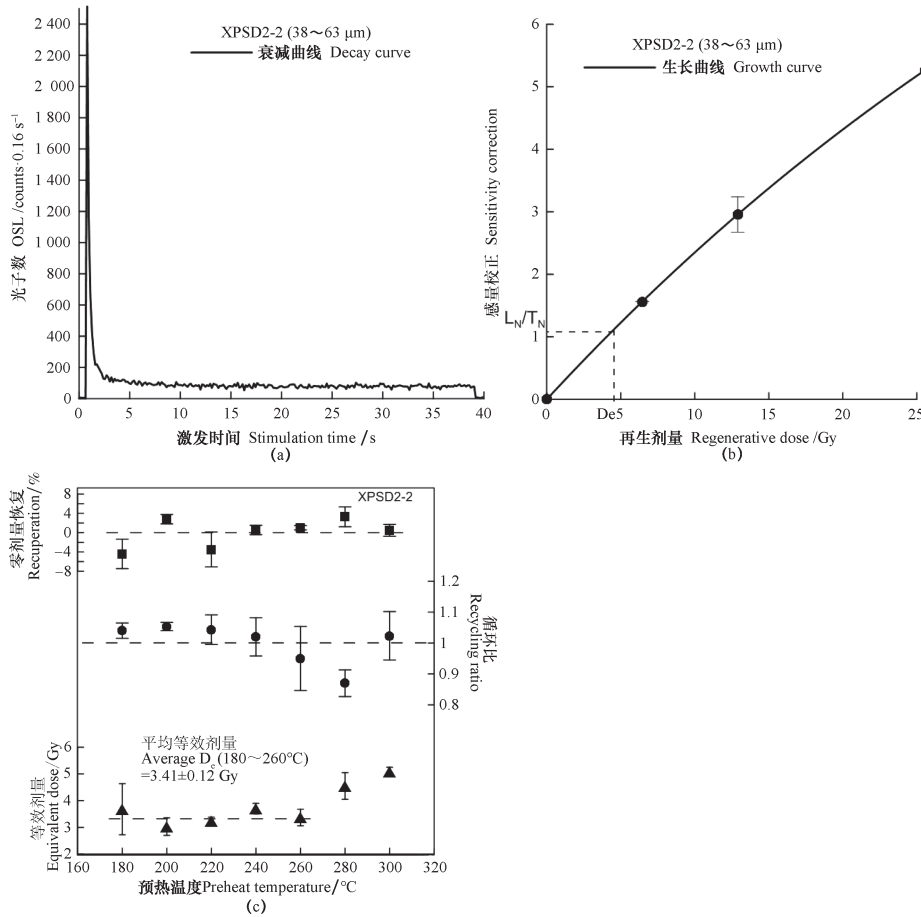 XPSD2-2 (38～63 μm)
衰减曲线 Decay curve
2 400
2 200
2 000
1 800
1 600
1 400
1 200
1 000
800
600
400
200
0
光子数 OSL /counts·0.16 s⁻¹
0 5 10 15 20 25 30 35 40
激发时间 Stimulation time /s
(a)
XPSD2-2 (38～63 μm)
生长曲线 Growth curve
6
5
4
3
2
1
0
感量校正 Sensitivity correction
L_N/T_N
0 De 5 10 15 20 25
再生剂量 Regenerative dose /Gy
(b)
XPSD2-2
8
4
0
−4
−8
零剂量恢复
Recuperation/%
1.2
1.1
1
0.9
0.8
循环比
Recycling ratio
平均等效剂量
Average D_e (180～260℃)
=3.41±0.12 Gy
6
5
4
3
2
等效剂量
Equivalent dose/Gy
160 180 200 220 240 260 280 300 320
预热温度Preheat temperature/℃
(c)